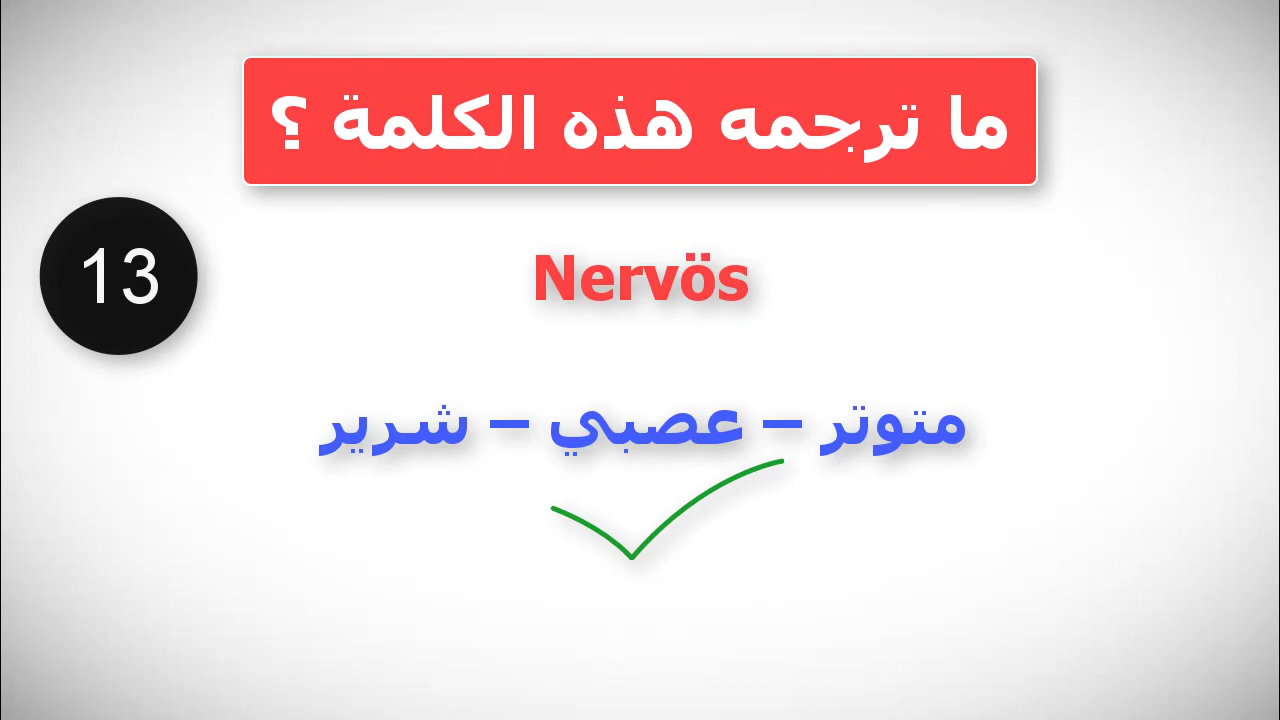 ما ترجمه هذه الكلمة ؟
13
Nervös
متوتر – عصبي – شرير